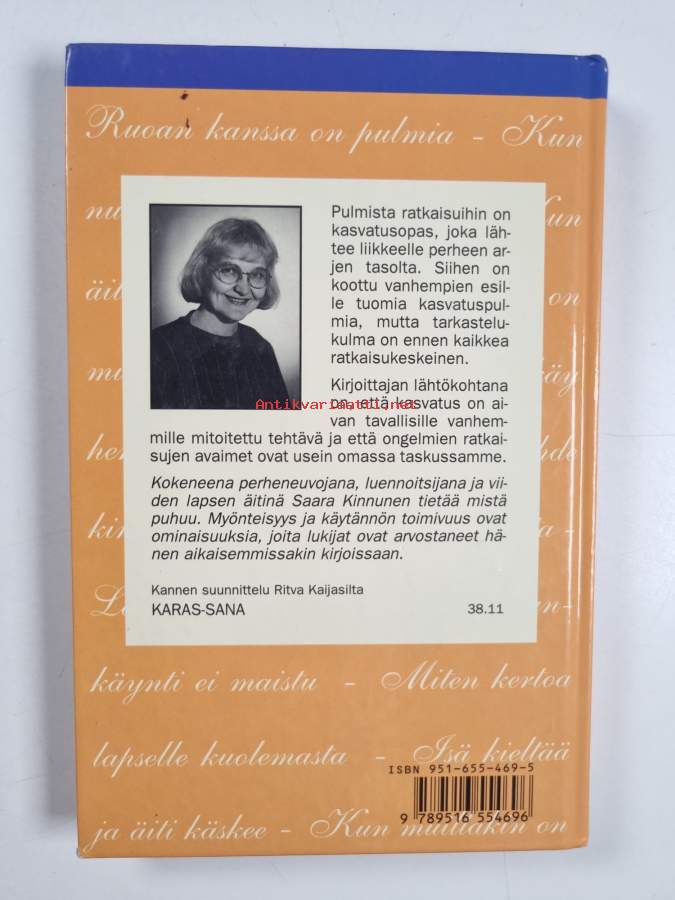 Ruoan kanssa on pulmia - Kun
Pulmista ratkaisuihin on
kasvatusopas, joka läh-
tee liikkeelle perheen ar-
jen tasolta. Siihen on
koottu vanhempien esil-
le tuomia kasvatuspul-
mia, mutta tarkastelu-
kulma on ennen kaikkea
ratkaisukeskeinen.
Kirjoittajan lähtökohtana
on, että kasvatus on ai-
Antikvariaatti.net
van tavallisille vanhem-
mille mitoitettu tehtävä ja että ongelmien ratkai-
sujen avaimet ovat usein omassa taskussamme.
Kokeneena perheneuvojana, luennoitsijana ja vii-
den lapsen äitinä Saara Kinnunen tietää mistä
puhuu. Myönteisyys ja käytännön toimivuus ovat
ominaisuuksia, joita lukijat ovat arvostaneet hä-
nen aikaisemmissakin kirjoissaan.
Kannen suunnittelu Ritva Kaijasilta
KARAS-SANA 38.11
käynti ei maistu - Miten kertoa
lapselle kuolemasta - Isä kieltää
ISBN 951-655-469-5
9 789516 554696
ja äiti käskee - Kun muillakin on